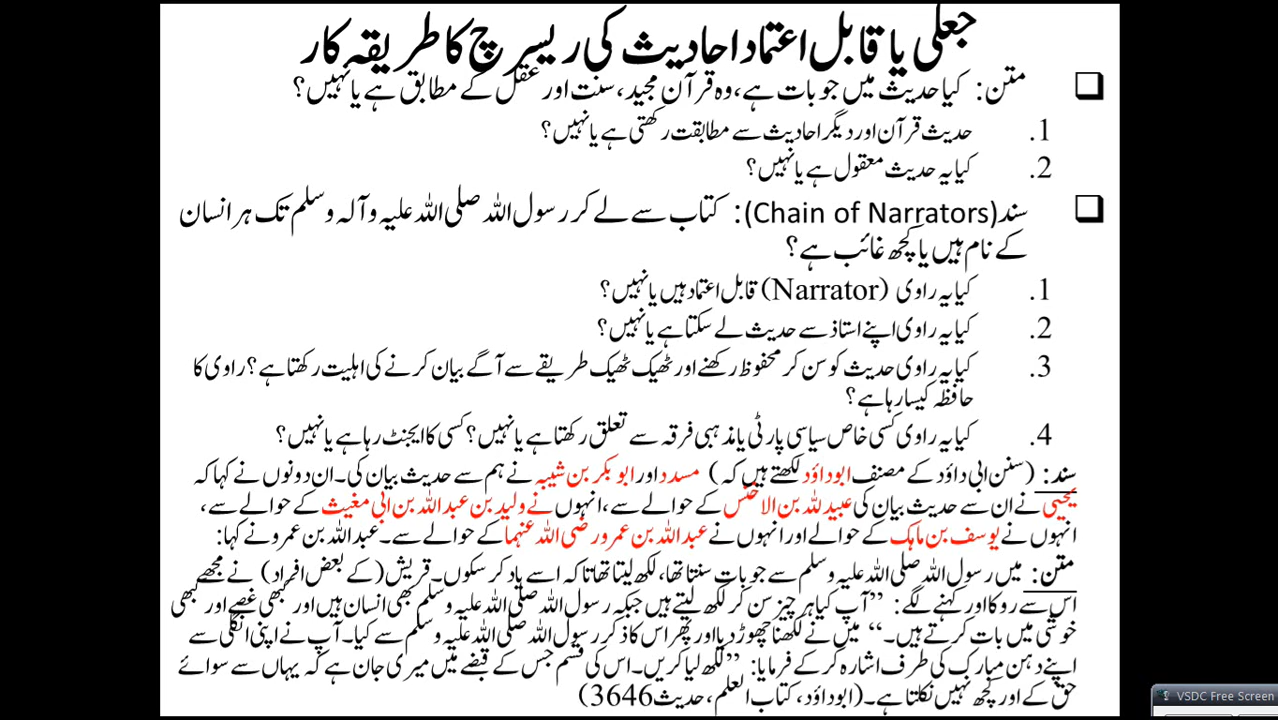 جعلی یا قابل اعتماد احادیث کی ریسرچ کا طریقہ کار
❑ متن: کیا حدیث میں جو بات ہے، وہ قرآن مجید، سنت اور عقل کے مطابق ہے یا نہیں؟
1. حدیث قرآن اور دیگر احادیث سے مطابقت رکھتی ہے یا نہیں؟
2. کیا یہ حدیث معقول ہے یا نہیں؟
❑ سند(Chain of Narrators): کتاب سے لے کر رسول اللہ صلی اللہ علیہ و آلہ وسلم تک ہر انسان
کے نام ہیں یا کچھ غائب ہے؟
1. کیا یہ راوی (Narrator) قابل اعتماد ہیں یا نہیں؟
2. کیا یہ راوی اپنے استاذ سے حدیث لے سکتا ہے یا نہیں؟
3. کیا یہ راوی حدیث کو سن کر محفوظ رکھنے اور ٹھیک ٹھیک طریقے سے آگے بیان کرنے کی اہلیت رکھتا ہے؟ راوی کا
حافظہ کیسا رہا ہے؟
4. کیا یہ راوی کسی خاص سیاسی پارٹی یا مذہبی فرقہ سے تعلق رکھتا ہے یا نہیں؟ کسی کا ایجنٹ رہا ہے یا نہیں؟
سند: (سنن ابی داؤد کے مصنف ابوداؤد لکھتے ہیں کہ) مسدد اور ابو بکر بن شیبہ نے ہم سے حدیث بیان کی۔ ان دونوں نے کہا کہ
یحییٰ نے ان سے حدیث بیان کی عبید للہ بن الاخنس کے حوالے سے، انہوں نے ولید بن عبداللہ بن ابی مغیث کے حوالے سے،
انہوں نے یوسف بن ماہک کے حوالے اور انہوں نے عبداللہ بن عمرو رضی اللہ عنہما کے حوالے سے۔ عبداللہ بن عمرو نے کہا:
متن: میں رسول اللہ صلی اللہ علیہ وسلم سے جو بات سنتا تھا، لکھ لیتا تھا تاکہ اسے یاد کر سکوں۔ قریش (کے بعض افراد) نے مجھے
اس سے روکا اور کہنے لگے: ”آپ کیا ہر چیز سن کر لکھ لیتے ہیں جبکہ رسول اللہ صلی اللہ علیہ وسلم بھی انسان ہیں اور کبھی غصے اور کبھی
خوشی میں بات کرتے ہیں۔“ میں نے لکھنا چھوڑ دیا اور پھر اس کا ذکر رسول اللہ صلی اللہ علیہ وسلم سے کیا۔ آپ نے اپنی انگلی سے
اپنے دہن مبارک کی طرف اشارہ کر کے فرمایا: ”لکھ لیا کریں۔ اس کی قسم جس کے قبضے میں میری جان ہے کہ یہاں سے سوائے
حق کے اور کچھ نہیں نکلتا ہے۔ (ابوداؤد، کتاب العلم، حدیث 3646)
VSDC Free Screen